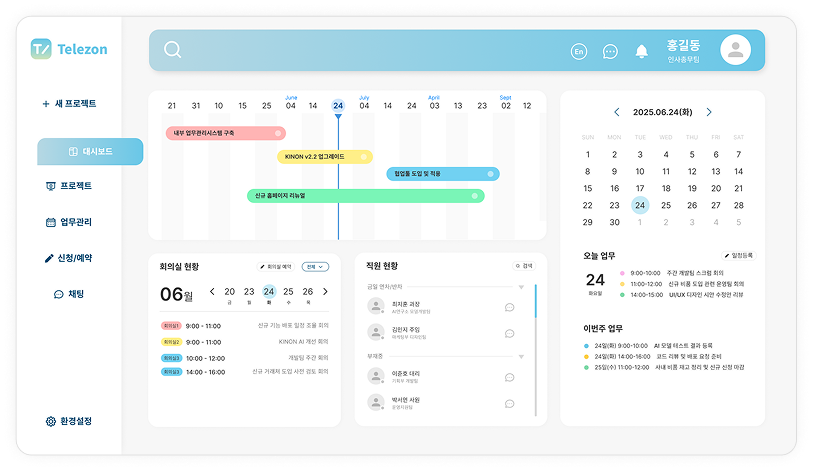 Telezon
En
홍길동
인사총무팀
+ 새 프로젝트
대시보드
프로젝트
업무관리
신청/예약
채팅
환경설정
June July April Sept
21 31 10 15 25 04 14 24 04 14 24 03 13 23 02 12
내부 업무관리시스템 구축
KINON v2.2 업그레이드
협업툴 도입 및 적용
신규 홈페이지 리뉴얼
회의실 현황
회의실 예약
전체
06월
20 23 24 25 26
금 월 화 수 목
회의실1 9:00 - 11:00 신규 기능 배포 일정 조율 회의
회의실2 9:00 - 11:00 KINON AI 개선 회의
회의실3 10:00 - 12:00 개발팀 주간 회의
회의실3 14:00 - 16:00 신규 거래처 도입 사전 검토 회의
직원 현황
검색
금일 연차/반차
최지훈 과장
AI연구소 모델개발팀
김민지 주임
마케팅부 디자인팀
부재중
이준호 대리
기획부 개발팀
박서연 사원
운영지원팀
2025.06.24(화)
SUN MON TUE WED THU FRI SAT
1 2 3 4 5 6 7
8 9 10 11 12 13 14
15 16 17 18 19 20 21
22 23 24 25 26 27 28
29 30 1 2 3 4 5
오늘 업무
일정등록
24
화요일
9:00-10:00 주간 개발팀 스크럼 회의
11:00-12:00 신규 비품 도입 관련 운영팀 회의
14:00-15:00 UI/UX 디자인 시안 수정안 리뷰
이번주 업무
24일(화) 9:00-10:00 AI 모델 테스트 결과 등록
24일(화) 14:00-16:00 코드 리뷰 및 배포 요청 준비
25일(수) 11:00-12:00 사내 비품 재고 정리 및 신규 신청 마감